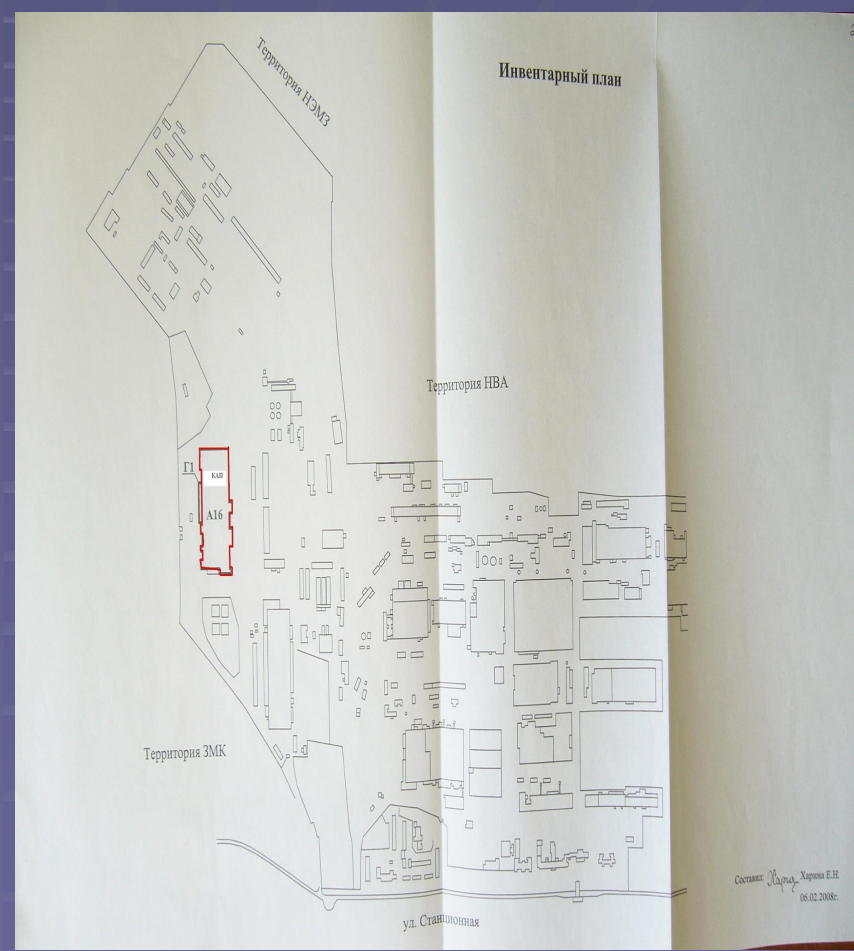 Территория НЭМЗ
Инвентарный план
Территория НВА
Г1
КАП
А16
Территория ЗМК
Составил: Харина Е.Н.
06.02.2008г.
ул. Станционная